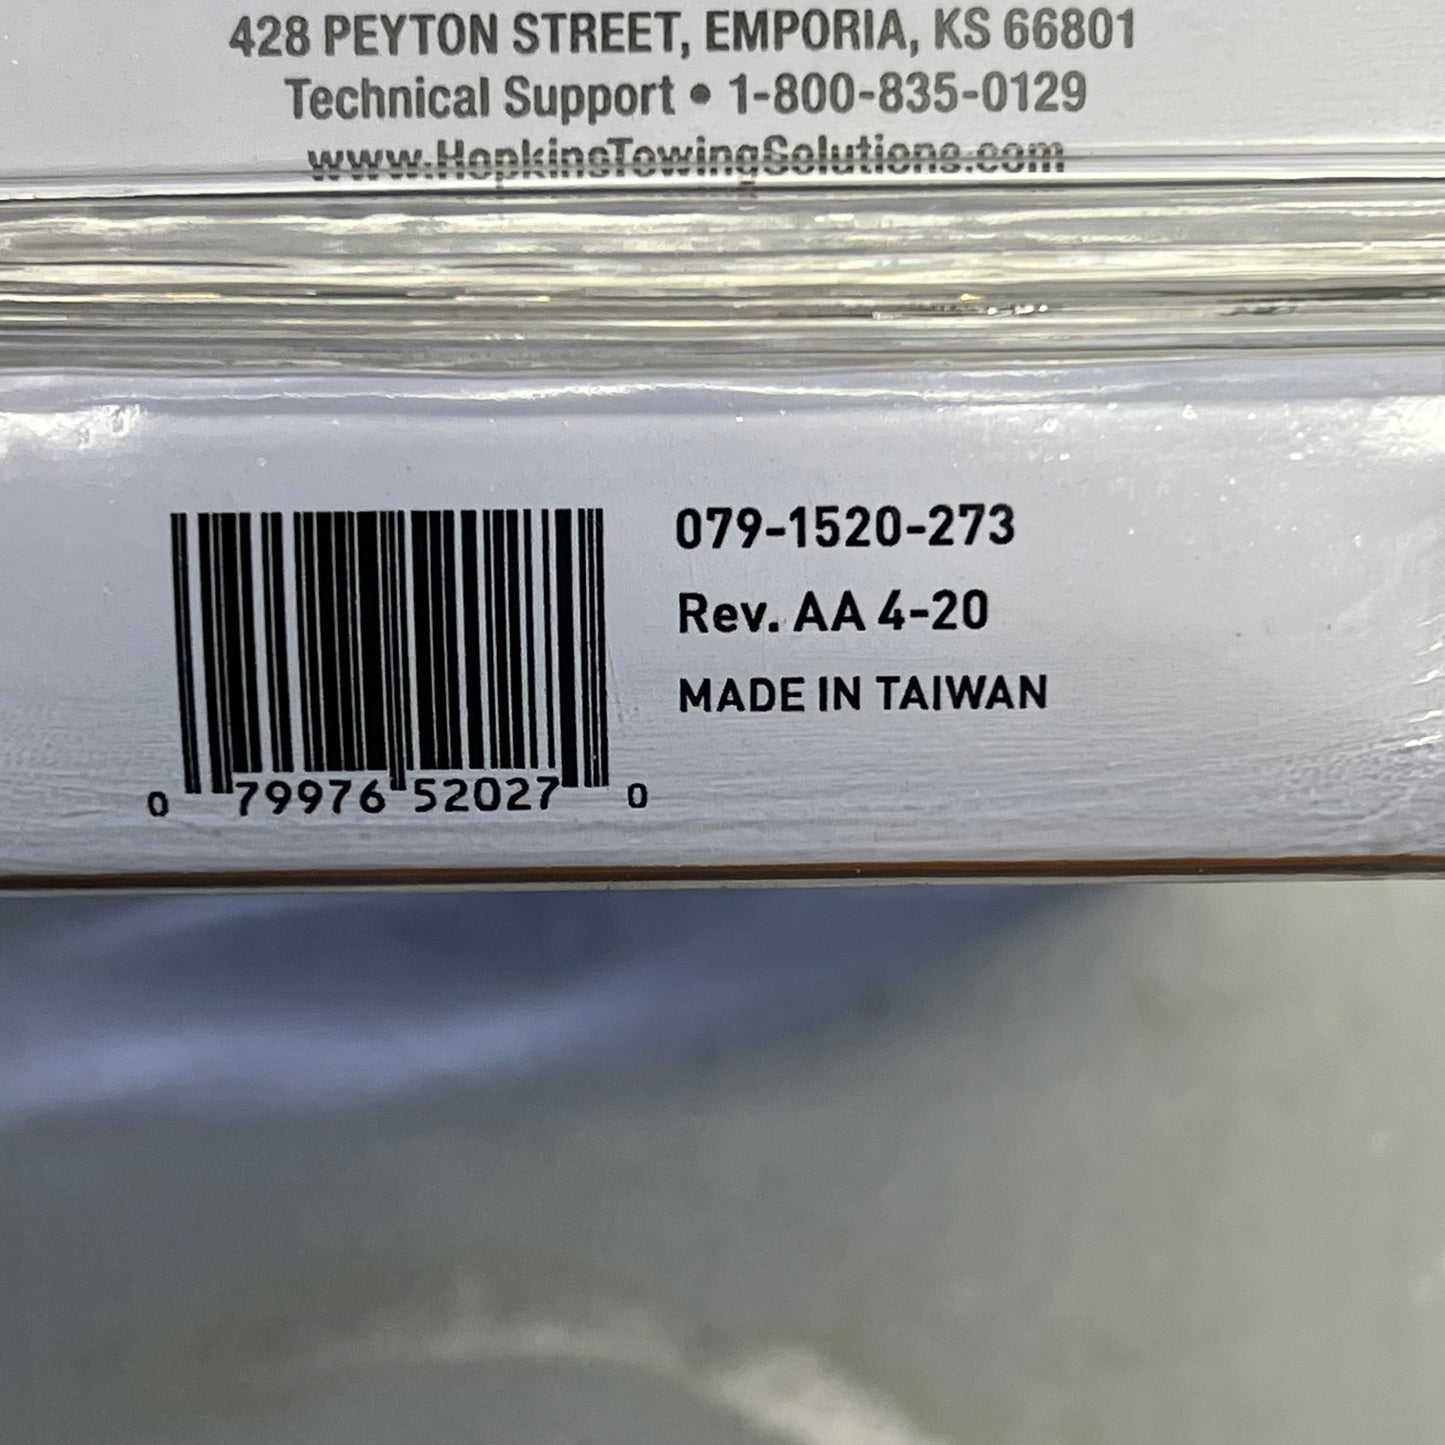 428 PEYTON STREET, EMPORIA, KS 66801
Technical Support • 1-800-835-0129
www.HopkinsTowingSolutions.com
079-1520-273
Rev. AA 4-20
MADE IN TAIWAN
0 79976 52027 0